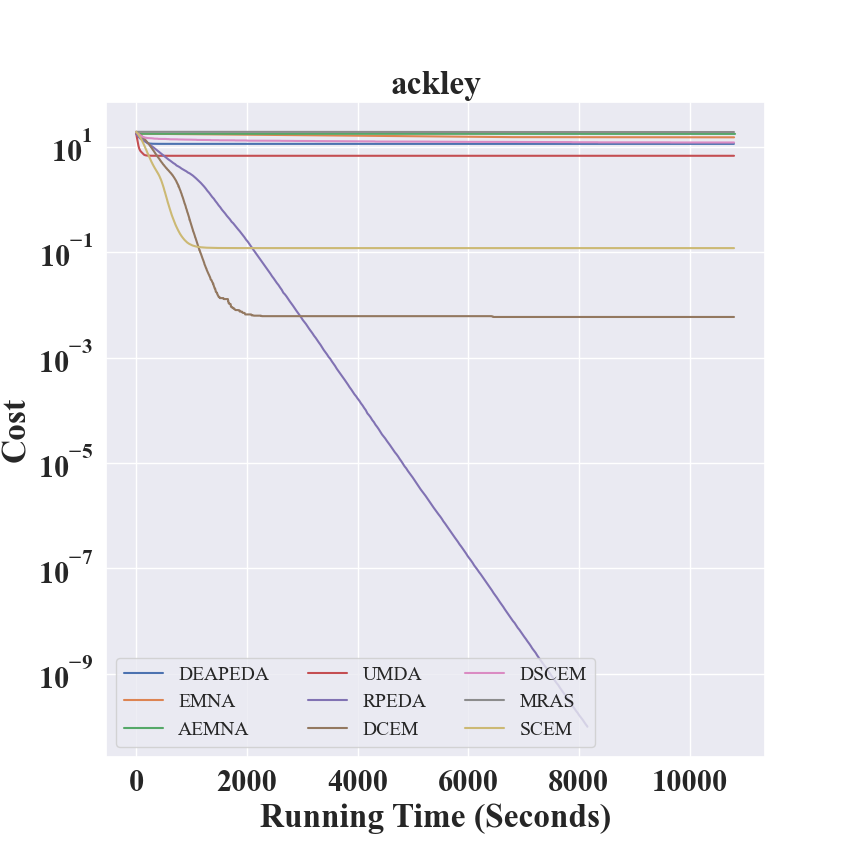 ackley
Cost
10^1
10^−1
10^−3
10^−5
10^−7
10^−9
DEAPEDA UMDA DSCEM
EMNA RPEDA MRAS
AEMNA DCEM SCEM
0 2000 4000 6000 8000 10000
Running Time (Seconds)